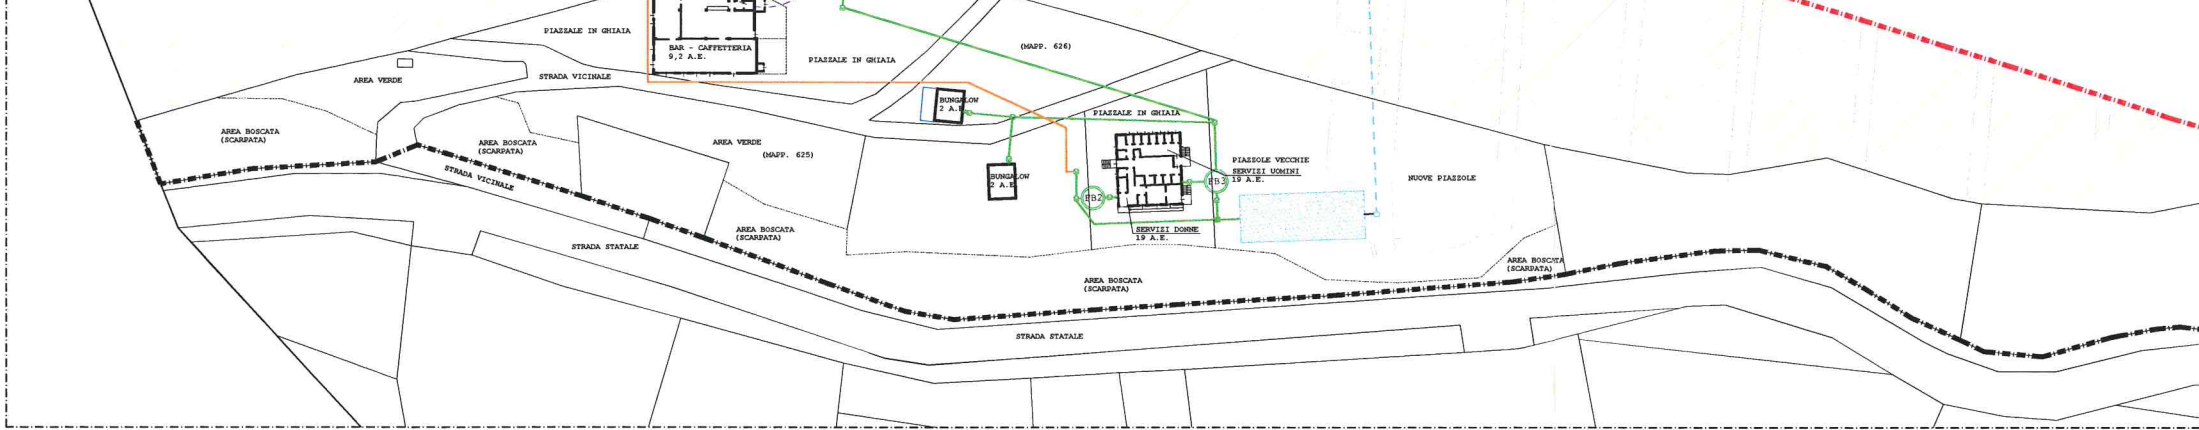 PIAZZALE IN GHIAIA
(MAPP. 626)
BAR - CAFFETTERIA
9,2 A.E.
PIAZZALE IN GHIAIA
AREA VERDE
STRADA VICINALE
BUNGALOW
2 A.E.
PIAZZALE IN GHIAIA
AREA BOSCATA
(SCARPATA)
AREA BOSCATA
(SCARPATA)
AREA VERDE
(MAPP. 625)
PIAZZOLE VECCHIE
SERVIZI UOMINI
19 A.E.
STRADA VICINALE
BUNGALOW
2 A.E.
FB2
FB3
NUOVE PIAZZOLE
AREA BOSCATA
(SCARPATA)
SERVIZI DONNE
19 A.E.
STRADA STATALE
AREA BOSCATA
(SCARPATA)
AREA BOSCATA
(SCARPATA)
STRADA STATALE